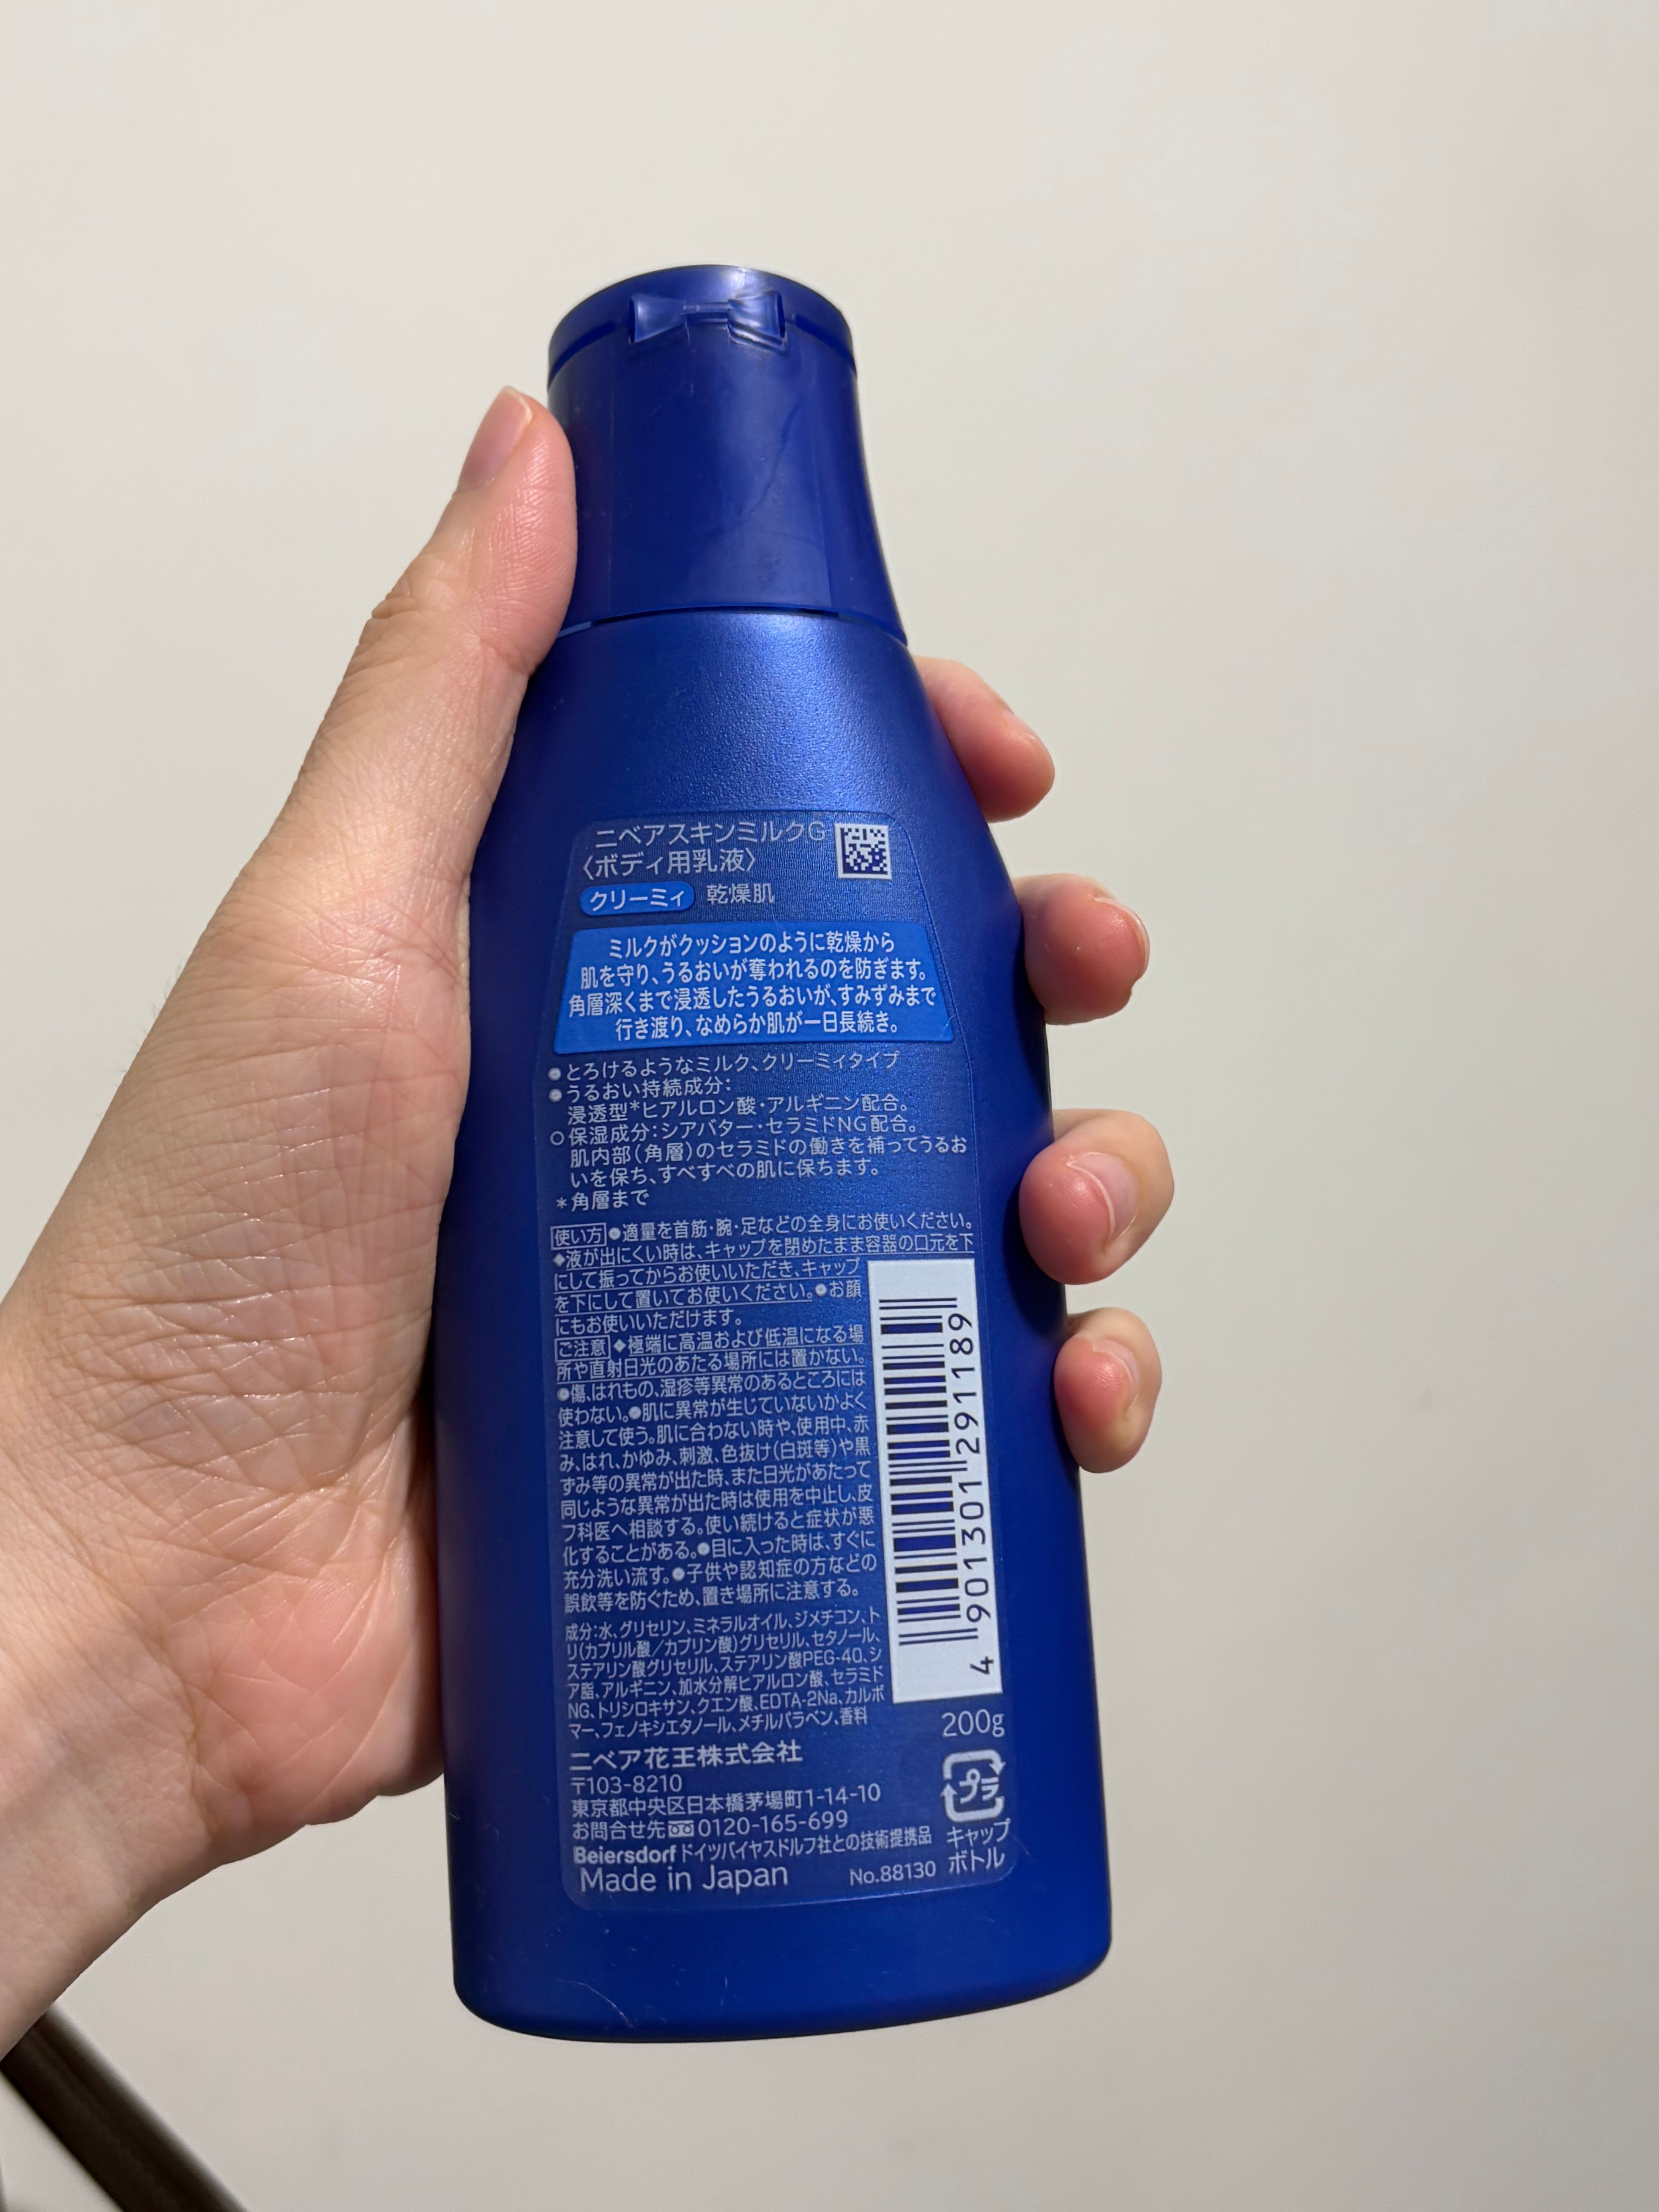 ニベアスキンミルクG
〈ボディ用乳液〉
クリーミィ 乾燥肌
ミルクがクッションのように乾燥から
肌を守り、うるおいが奪われるのを防ぎます。
角層深くまで浸透したうるおいが、すみずみまで
行き渡り、なめらか肌が一日長続き。
●とろけるようなミルク、クリーミィタイプ
●うるおい持続成分:
浸透型*ヒアルロン酸・アルギニン配合。
○保湿成分:シアバター・セラミドNG配合。
肌内部(角層)のセラミドの働きを補ってうるお
いを保ち、すべすべの肌に保ちます。
*角層まで
使い方 ●適量を首筋・腕・足などの全身にお使いください。
◆液が出にくい時は、キャップを閉めたまま容器の口元を下
にして振ってからお使いいただき、キャップ
を下にして置いてお使いください。●お顔
にもお使いいただけます。
ご注意 ◆極端に高温および低温になる場
所や直射日光のあたる場所には置かない。
●傷、はれもの、湿疹等異常のあるところには
使わない。●肌に異常が生じていないかよく
注意して使う。肌に合わない時や、使用中、赤
み、はれ、かゆみ、刺激、色抜け(白斑等)や黒
ずみ等の異常が出た時、また日光があたって
同じような異常が出た時は使用を中止し、皮
フ科医へ相談する。使い続けると症状が悪
化することがある。●目に入った時は、すぐに
充分洗い流す。●子供や認知症の方などの
誤飲等を防ぐため、置き場所に注意する。
成分:水、グリセリン、ミネラルオイル、ジメチコン、ト
リ(カプリル酸/カプリン酸)グリセリル、セタノール、
ステアリン酸グリセリル、ステアリン酸PEG-40、シ
ア脂、アルギニン、加水分解ヒアルロン酸、セラミド
NG、トリシロキサン、クエン酸、EDTA-2Na、カルボ
マー、フェノキシエタノール、メチルパラベン、香料
4 901301 291189
200g
プラ
キャップ
ボトル
ニベア花王株式会社
〒103-8210
東京都中央区日本橋茅場町1-14-10
お問合せ先 0120-165-699
Beiersdorf ドイツバイヤスドルフ社との技術提携品
Made in Japan No.88130